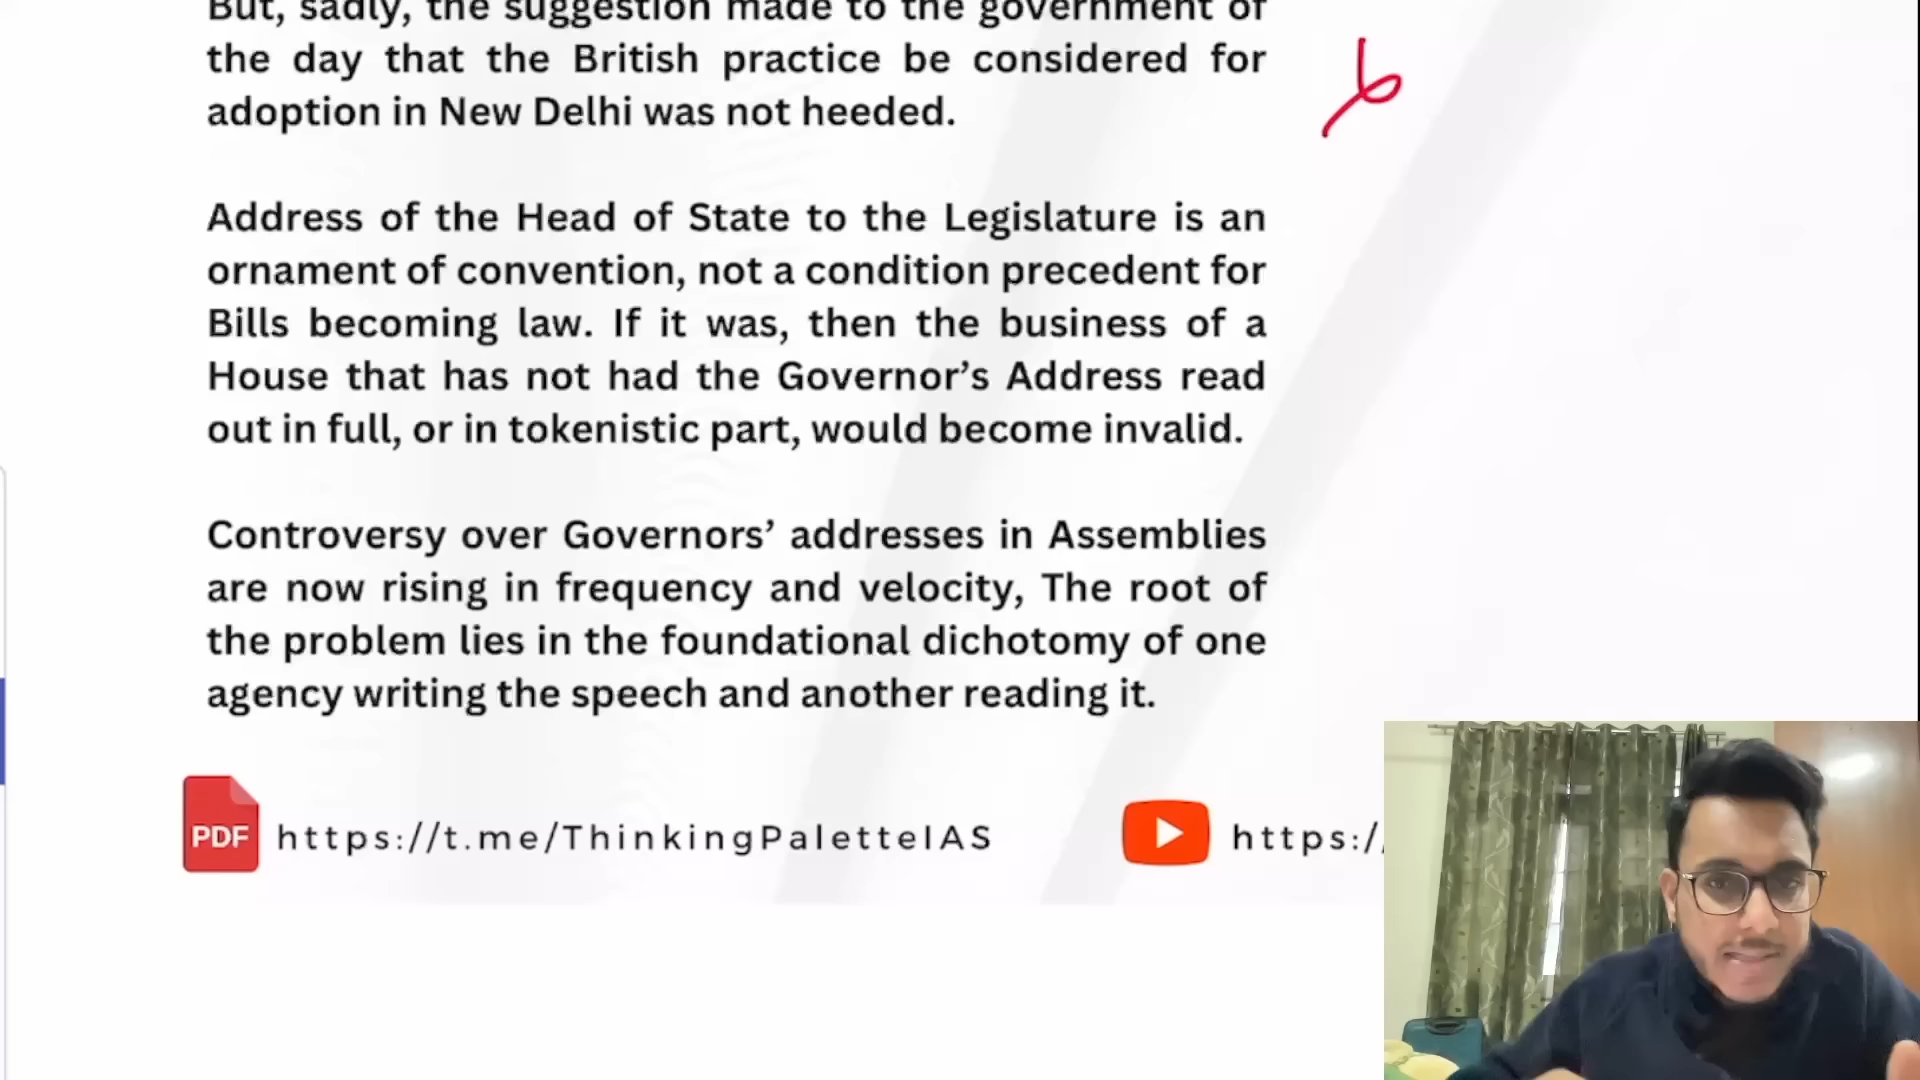 But, sadly, the suggestion made to the government of
the day that the British practice be considered for
adoption in New Delhi was not heeded.
Address of the Head of State to the Legislature is an
ornament of convention, not a condition precedent for
Bills becoming law. If it was, then the business of a
House that has not had the Governor’s Address read
out in full, or in tokenistic part, would become invalid.
Controversy over Governors’ addresses in Assemblies
are now rising in frequency and velocity, The root of
the problem lies in the foundational dichotomy of one
agency writing the speech and another reading it.
PDF https://t.me/ThinkingPaletteIAS
https:/